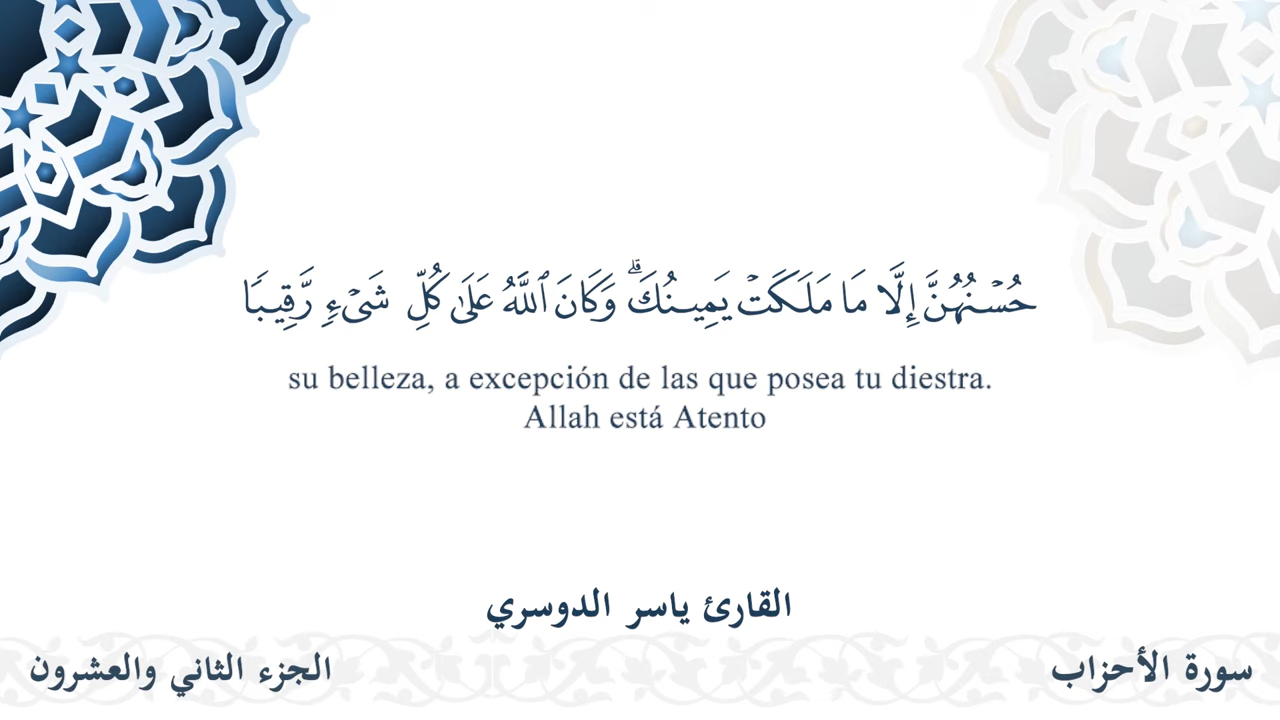 حُسْنُهُنَّ إِلَّا مَا مَلَكَتْ يَمِينُكَ ۗ وَكَانَ ٱللَّهُ عَلَىٰ كُلِّ شَىْءٍ رَّقِيبًا
su belleza, a excepción de las que posea tu diestra.
Allah está Atento
القارئ ياسر الدوسري
سورة الأحزاب
الجزء الثاني والعشرون